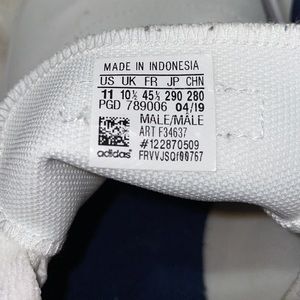 MADE IN INDONESIA
US UK FR JP CHN
11 10½ 45⅓ 290 280
PGD 789006 04/19
MALE/MÂLE
ART F34637
#122870509
adidas® FRVVJSQf00767